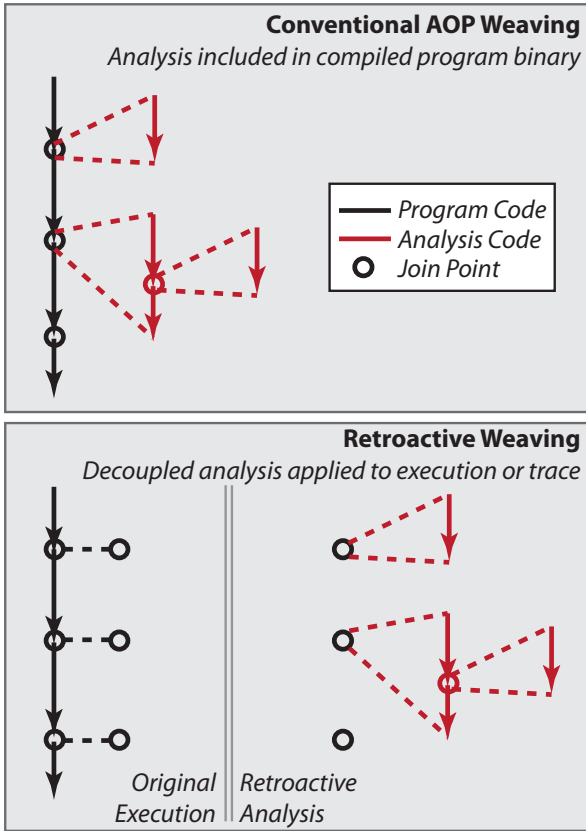 Conventional AOP Weaving
Analysis included in compiled program binary
Program Code
Analysis Code
Join Point
Retroactive Weaving
Decoupled analysis applied to execution or trace
Original
Execution
Retroactive
Analysis